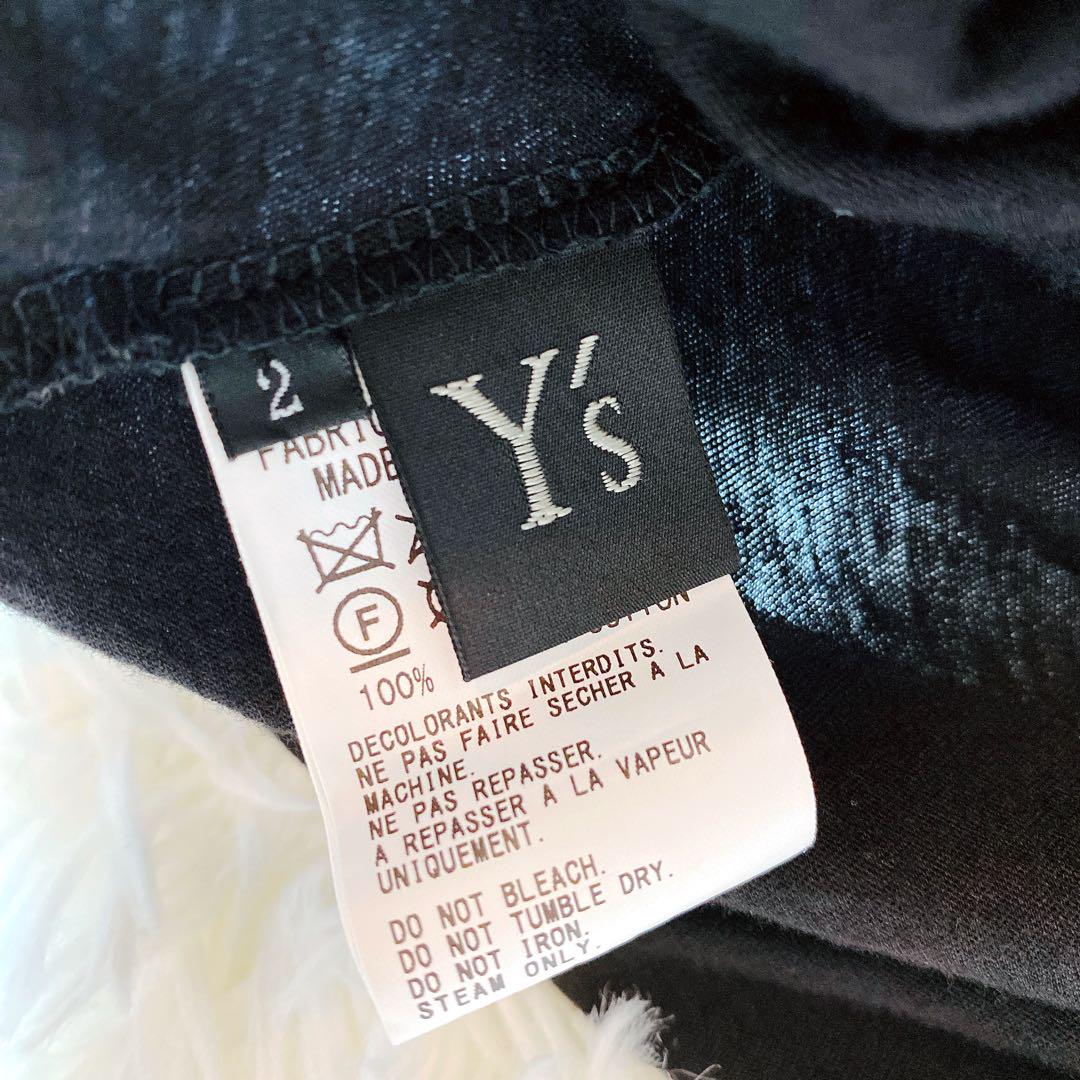 2
Y's
MADE
F
COTTON
100%
DECOLORANTS INTERDITS.
NE PAS FAIRE SECHER A LA
MACHINE.
NE PAS REPASSER.
A REPASSER A LA VAPEUR
UNIQUEMENT.
DO NOT BLEACH.
DO NOT TUMBLE DRY.
DO NOT IRON.
STEAM ONLY.